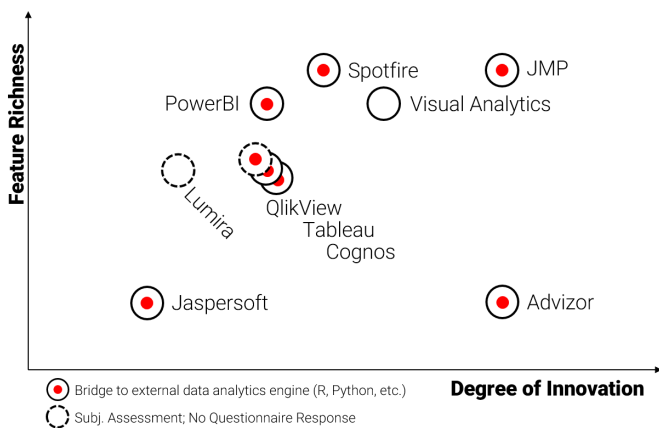 Feature Richness
Spotfire
JMP
PowerBI
Visual Analytics
Lumira
QlikView
Tableau
Cognos
Jaspersoft
Advizor
Bridge to external data analytics engine (R, Python, etc.)
Degree of Innovation
Subj. Assessment; No Questionnaire Response